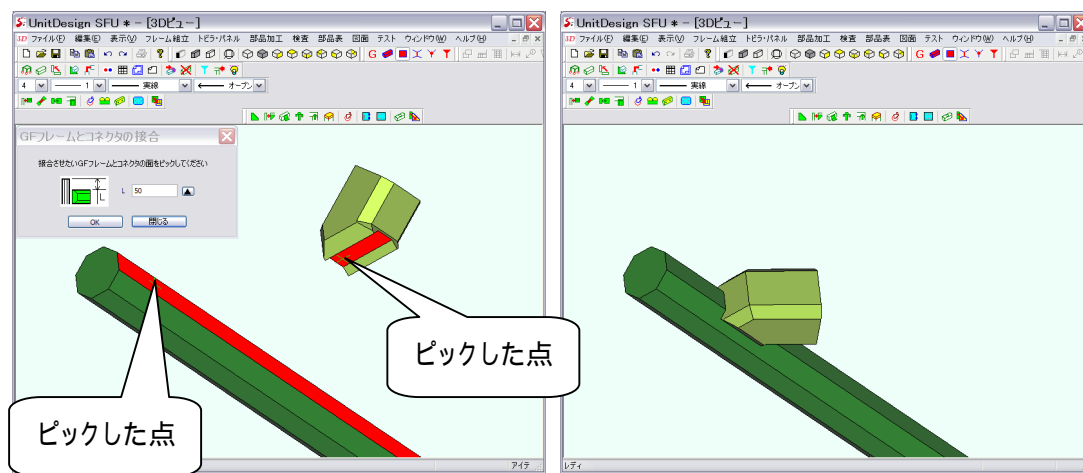 UnitDesign SFU * - [3Dビュー]
3D ファイル(F) 編集(E) 表示(V) フレーム組立 トビラ・パネル 部品加工 検査 部品表 図面 テスト ウィンドウ(W) ヘルプ(H)
4 1 実線 オープン
GFフレームとコネクタの接合
接合させたいGFフレームとコネクタの面をピックしてください
L
L 50
OK 閉じる
ピックした点
ピックした点
アイテ
UnitDesign SFU * - [3Dビュー]
3D ファイル(F) 編集(E) 表示(V) フレーム組立 トビラ・パネル 部品加工 検査 部品表 図面 テスト ウィンドウ(W) ヘルプ(H)
4 1 実線 オープン
レディ